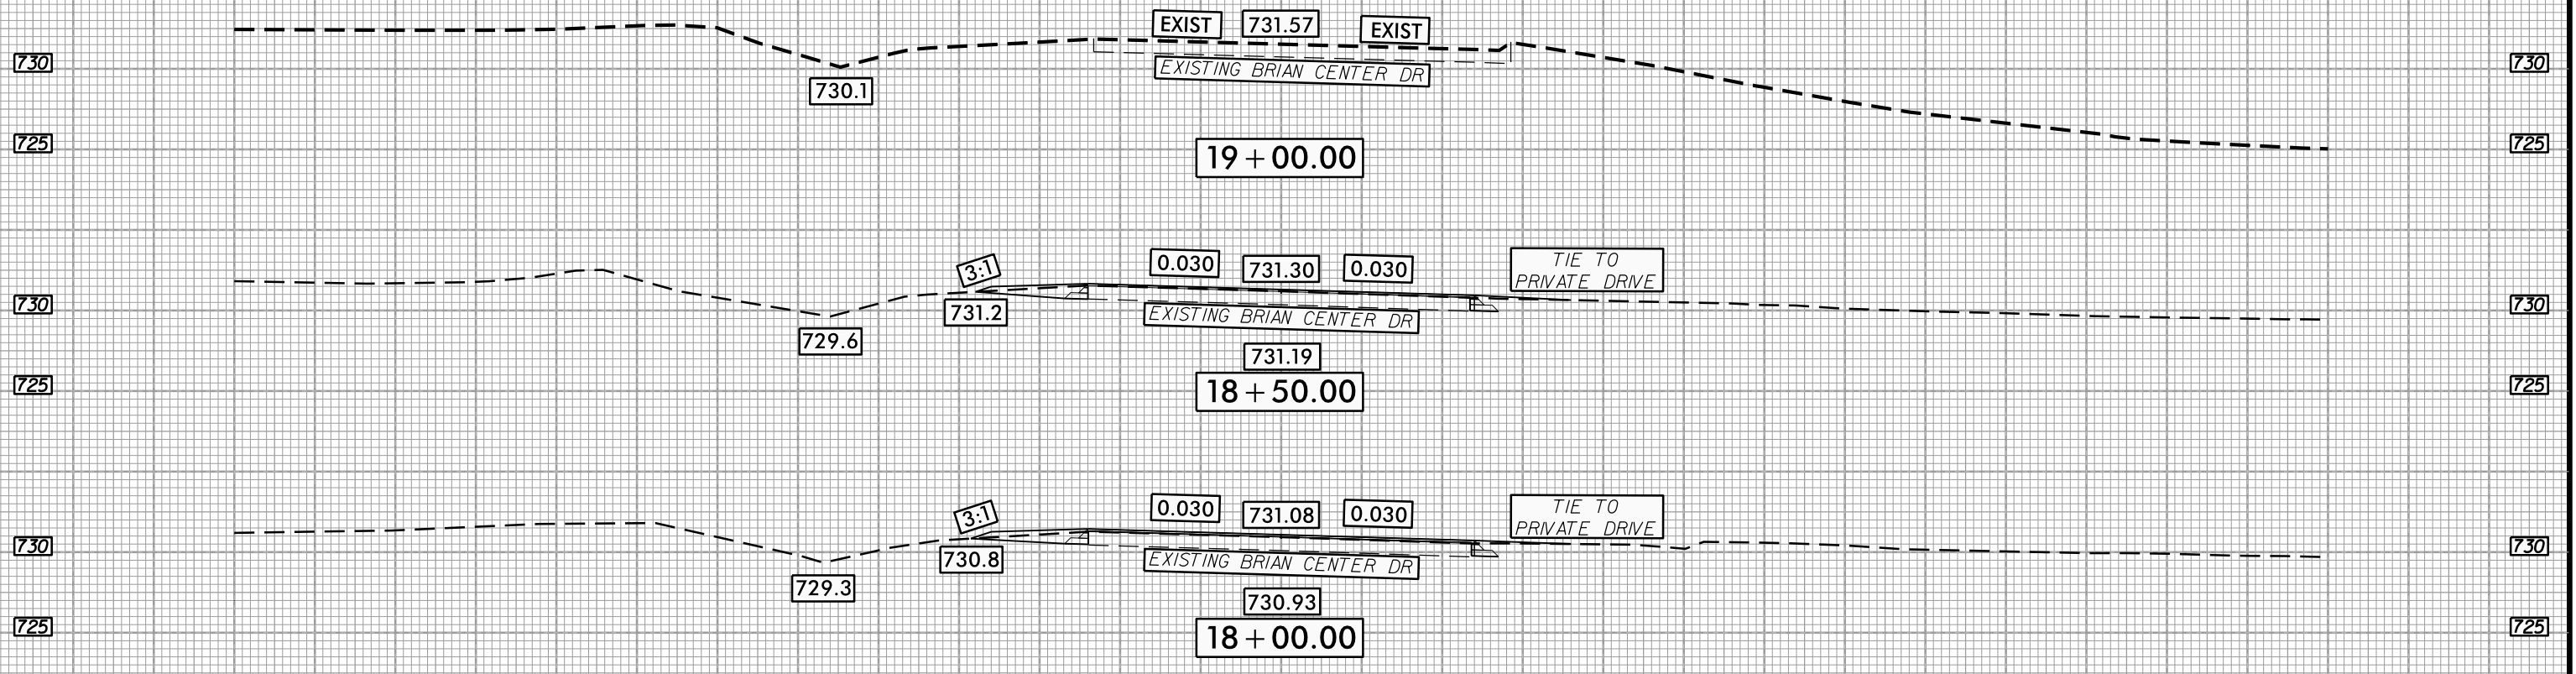 EXIST 731.57 EXIST
730 730
EXISTING BRIAN CENTER DR
730.1
725 725
19+00.00
3:1 0.030 731.30 0.030 TIE TO
PRIVATE DRIVE
730 731.2 730
EXISTING BRIAN CENTER DR
729.6
731.19
725 725
18+50.00
3:1 0.030 731.08 0.030 TIE TO
PRIVATE DRIVE
730 730
730.8 EXISTING BRIAN CENTER DR
729.3
730.93
725 725
18+00.00